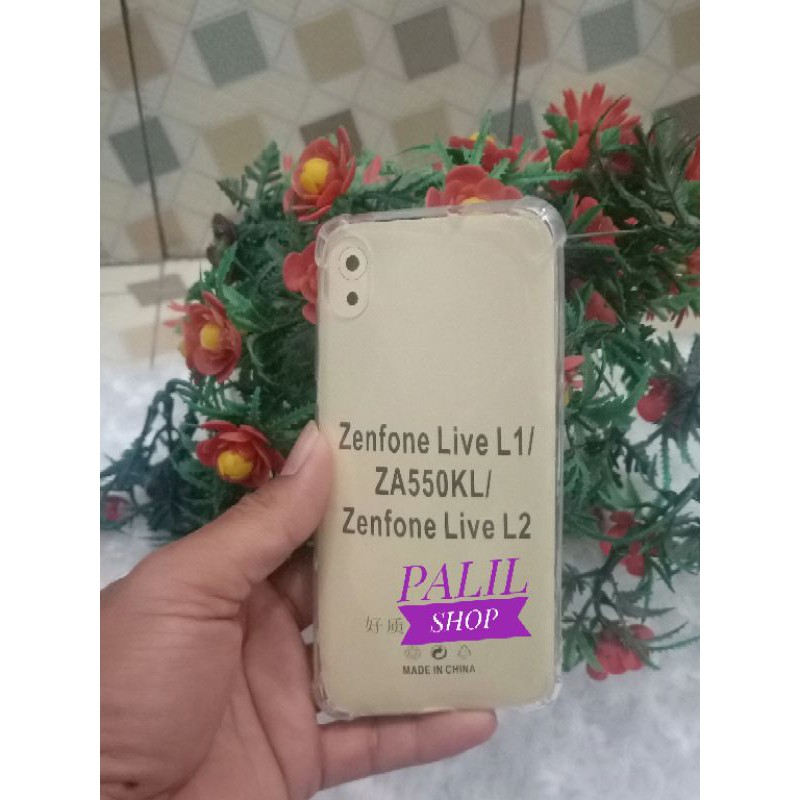 Zenfone Live L1/
ZA550KL/
Zenfone Live L2
PALIL
SHOP
好质
MADE IN CHINA